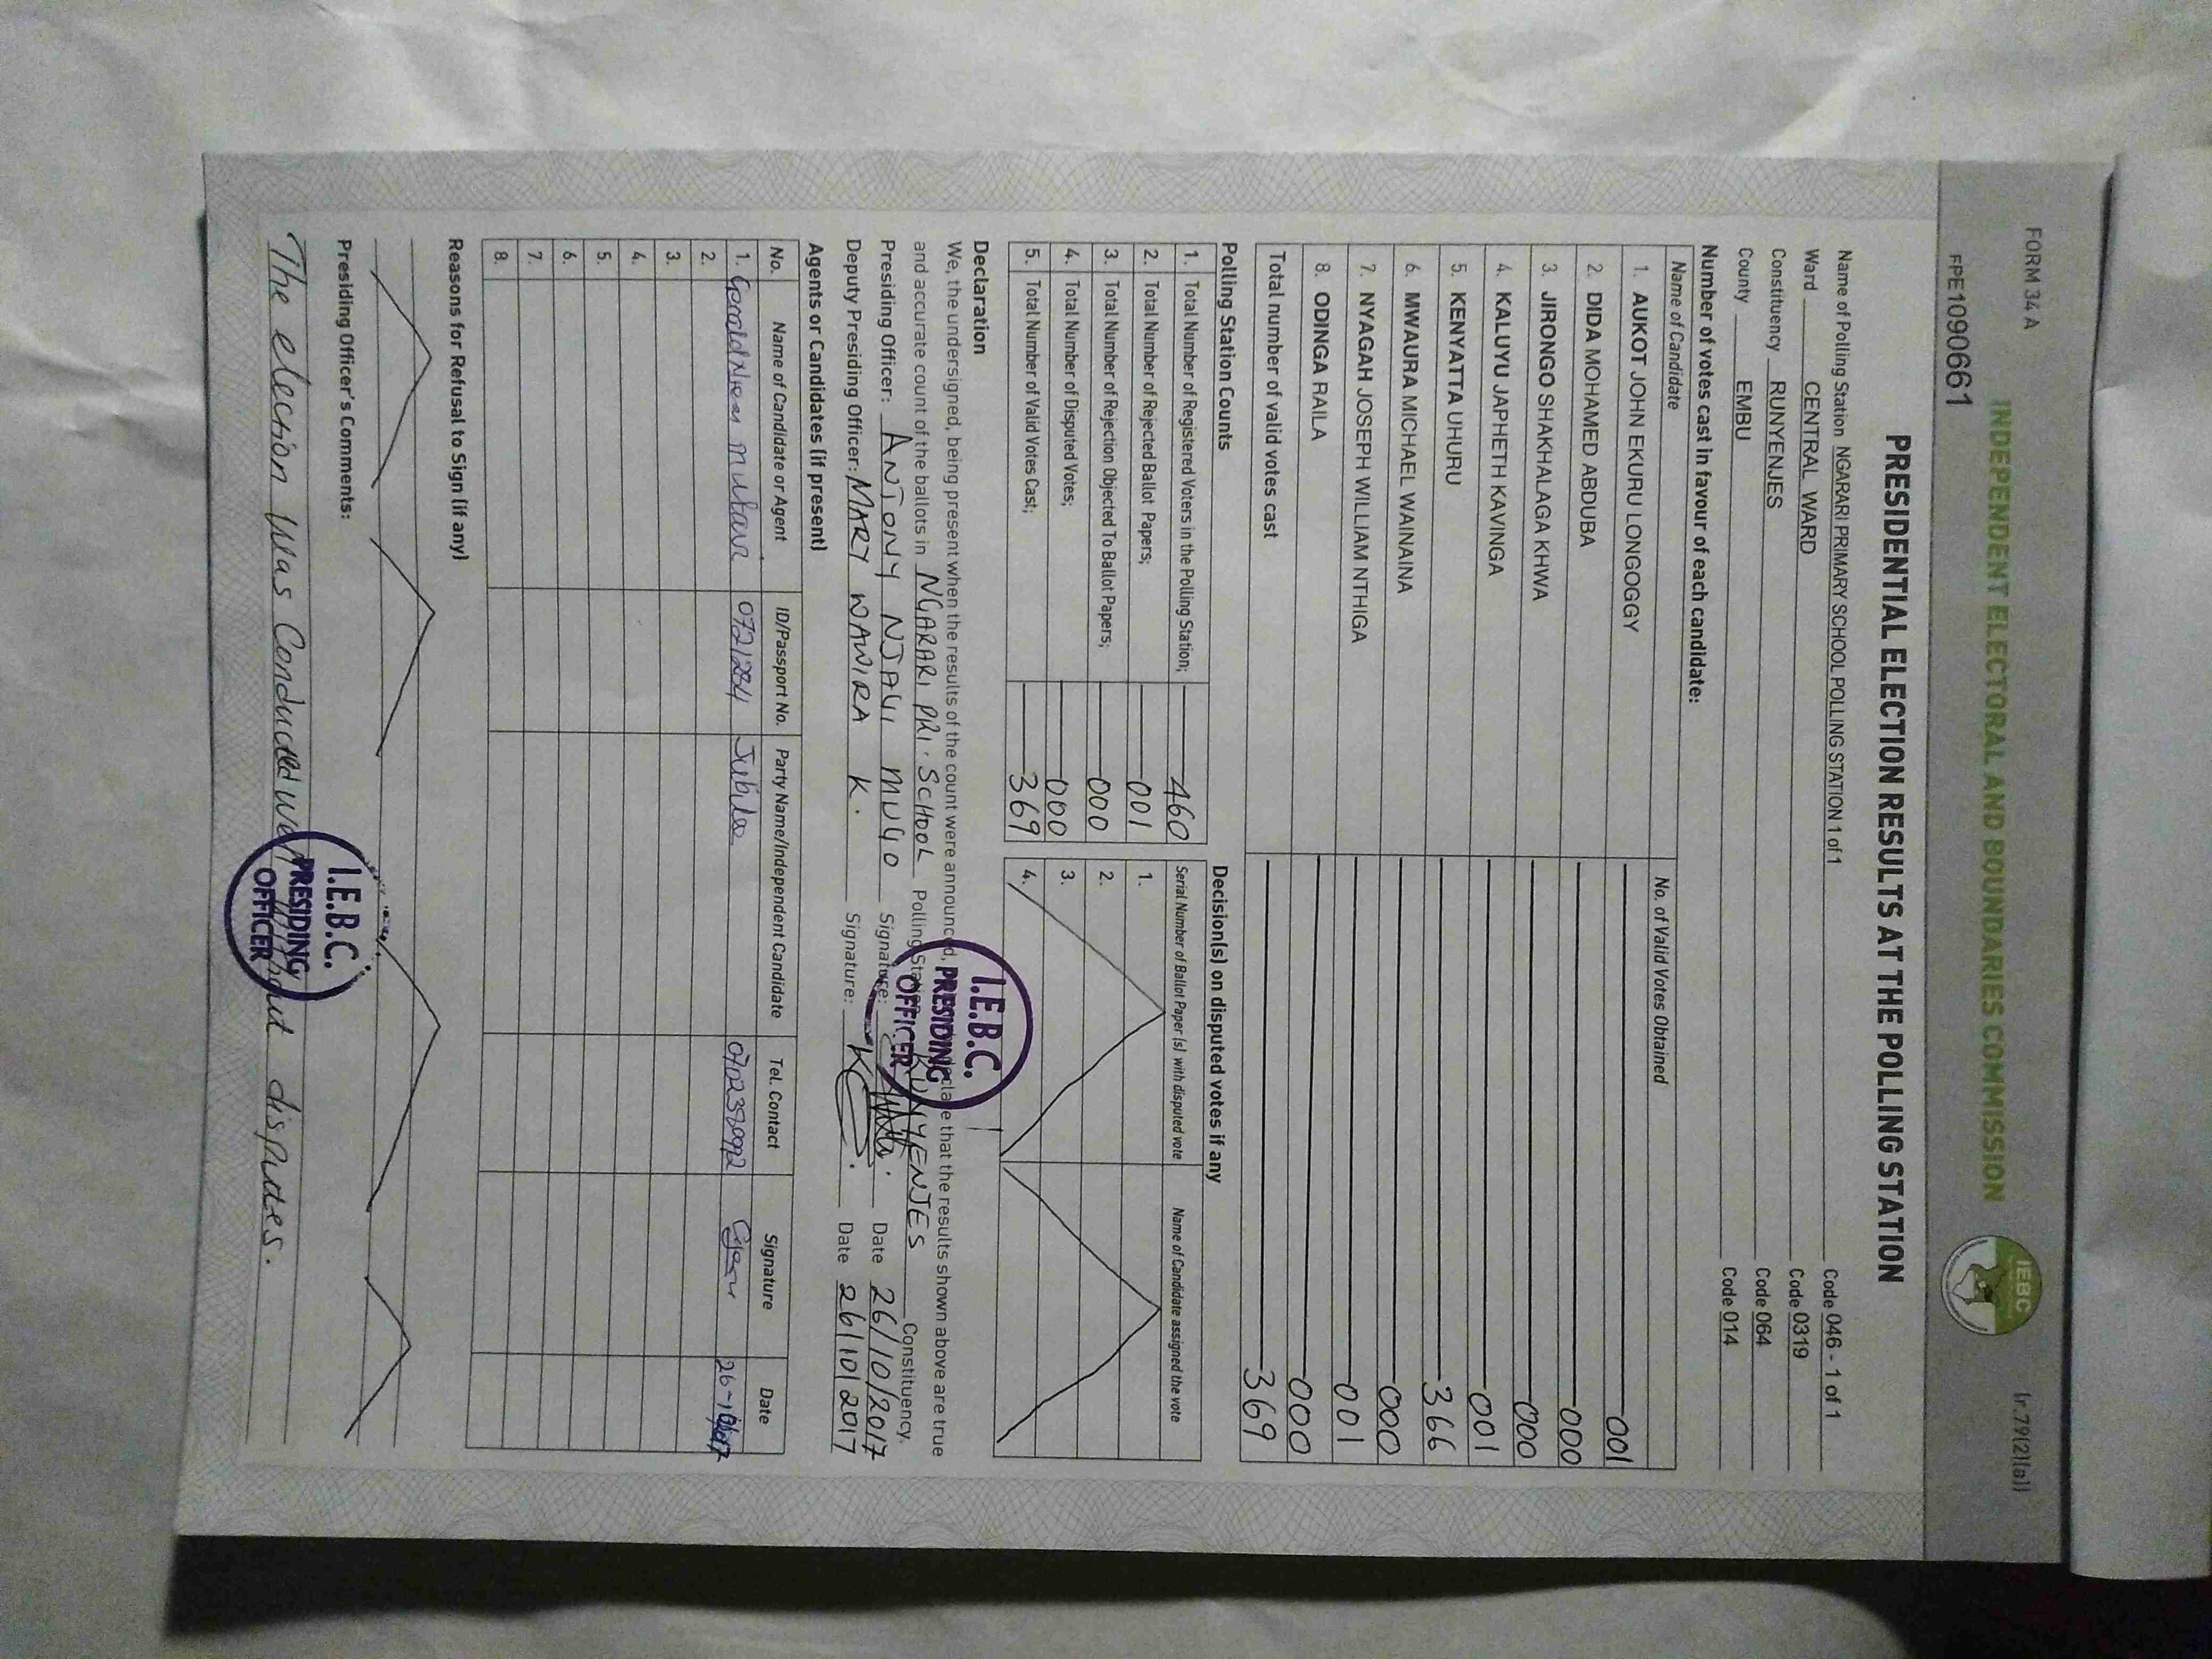 FORM 34 A
INDEPENDENT ELECTORAL AND BOUNDARIES COMMISSION
IEBC
(r.79(2)(a))
FPE1090661
PRESIDENTIAL ELECTION RESULTS AT THE POLLING STATION
Name of Polling Station NGARARI PRIMARY SCHOOL POLLING STATION 1 of 1 Code 046 - 1 of 1
Ward CENTRAL WARD Code 0319
Constituency RUNYENJES Code 064
County EMBU Code 014
Number of votes cast in favour of each candidate:
Name of Candidate No. of Valid Votes Obtained
1. AUKOT JOHN EKURU LONGOGGY 001
2. DIDA MOHAMED ABDUBA 000
3. JIRONGO SHAKHALAGA KHWA 000
4. KALUYU JAPHETH KAVINGA 001
5. KENYATTA UHURU 366
6. MWAURA MICHAEL WAINAINA 000
7. NYAGAH JOSEPH WILLIAM NTHIGA 001
8. ODINGA RAILA 000
Total number of valid votes cast 369
Polling Station Counts
1. Total Number of Registered Voters in the Polling Station; 460
2. Total Number of Rejected Ballot Papers; 001
3. Total Number of Rejection Objected To Ballot Papers; 000
4. Total Number of Disputed Votes; 000
5. Total Number of Valid Votes Cast; 369
Decision(s) on disputed votes if any
Serial Number of Ballot Paper (s) with disputed vote Name of Candidate assigned the vote
1.
2.
3.
4.
Declaration
We, the undersigned, being present when the results of the count were announced, declare that the results shown above are true
and accurate count of the ballots in NGARARI PRI. SCHOOL Polling Station RUNYENJES Constituency.
Presiding Officer: ANTONY NJAGI MUGO Signature: Date 26/10/2017
Deputy Presiding Officer: MARY WAWIRA K. Signature: Date 26/10/2017
I.E.B.C.
PRESIDING
OFFICER
Agents or Candidates (if present)
No. Name of Candidate or Agent ID/Passport No. Party Name/Independent Candidate Tel. Contact Signature Date
1. 0721234 Jubilee
2.
3.
4.
5.
6.
7.
8.
Reasons for Refusal to Sign (if any)
Presiding Officer's Comments:
The election was Conducted well without disputes.
I.E.B.C.
PRESIDING
OFFICER